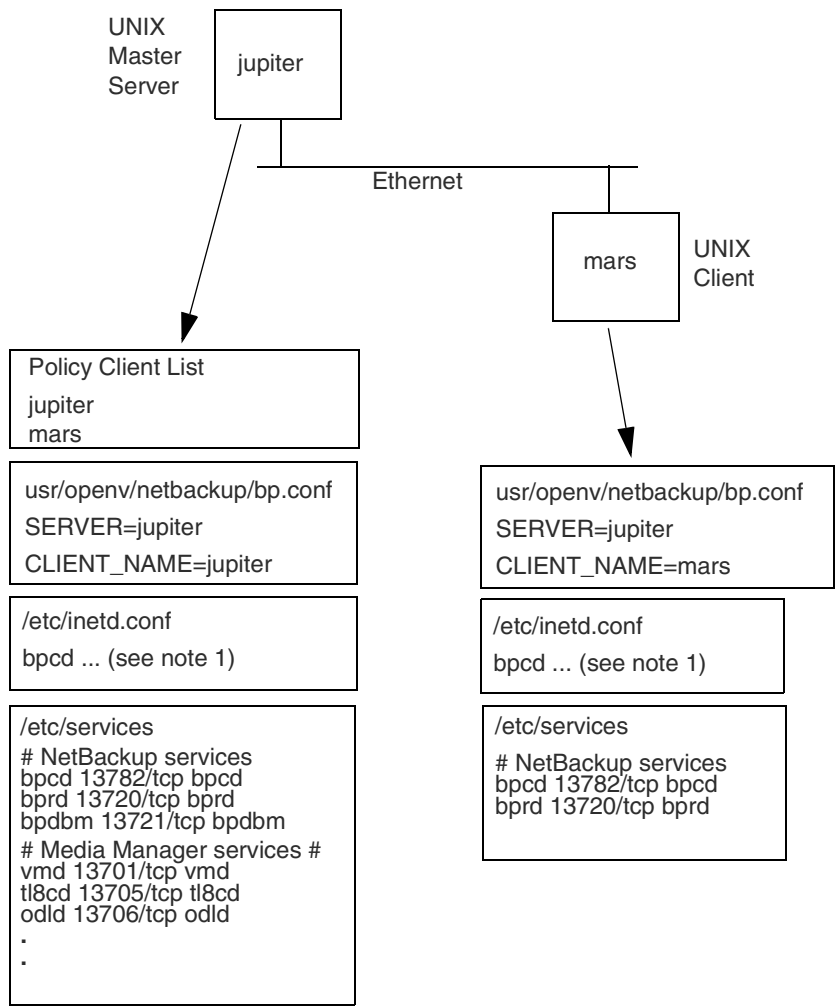 UNIX
Master
Server
jupiter
Ethernet
mars
UNIX
Client
Policy Client List
jupiter
mars
usr/openv/netbackup/bp.conf
SERVER=jupiter
CLIENT_NAME=jupiter
/etc/inetd.conf
bpcd ... (see note 1)
/etc/services
# NetBackup services
bpcd 13782/tcp bpcd
bprd 13720/tcp bprd
bpdbm 13721/tcp bpdbm
# Media Manager services #
vmd 13701/tcp vmd
tl8cd 13705/tcp tl8cd
odld 13706/tcp odld
.
.
usr/openv/netbackup/bp.conf
SERVER=jupiter
CLIENT_NAME=mars
/etc/inetd.conf
bpcd ... (see note 1)
/etc/services
# NetBackup services
bpcd 13782/tcp bpcd
bprd 13720/tcp bprd